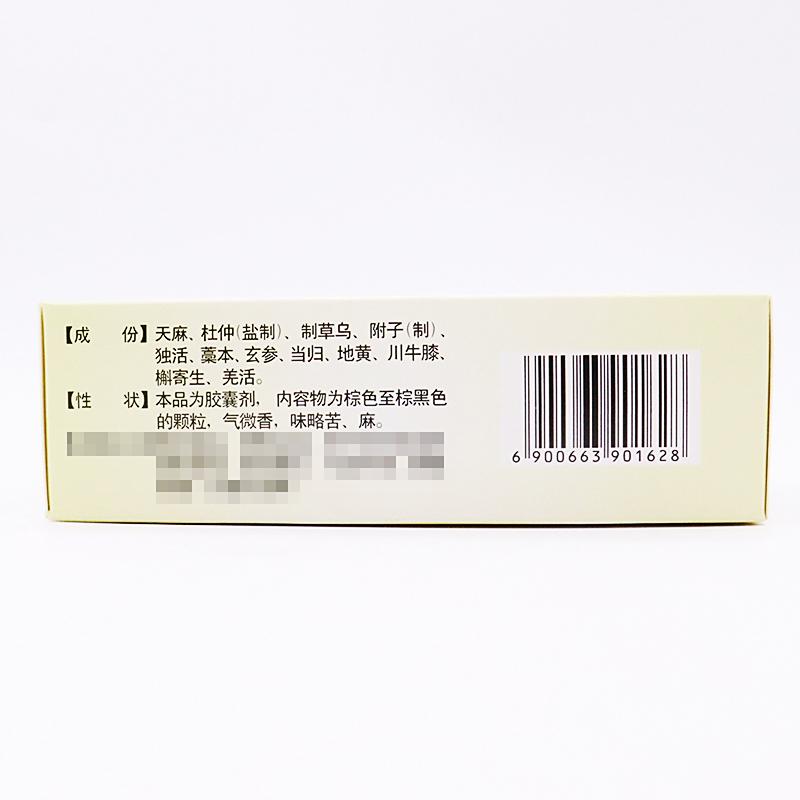 【成　份】天麻、杜仲(盐制)、制草乌、附子(制)、
独活、藁本、玄参、当归、地黄、川牛膝、
槲寄生、羌活。
【性　状】本品为胶囊剂，内容物为棕色至棕黑色
的颗粒，气微香，味略苦、麻。
6 900663 901628